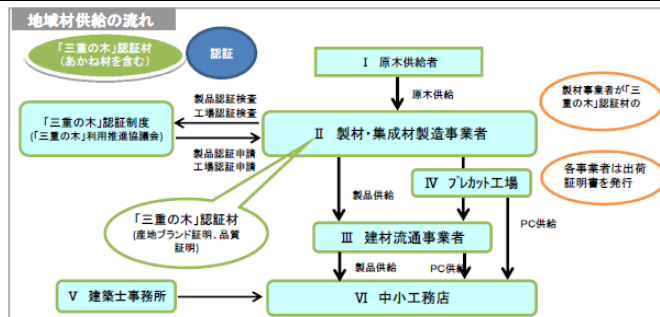 地域材供給の流れ
「三重の木」認証材
(あかね材を含む)
認証
Ⅰ 原木供給者
原木供給
製材事業者が「三
重の木」認証材の
製品認証検査
工場認証検査
「三重の木」認証制度
(「三重の木」利用推進協議会)
Ⅱ 製材・集成材製造事業者
製品認証申請
工場認証申請
各事業者は出荷
証明書を発行
Ⅳ プレカット工場
製品供給
「三重の木」認証材
(産地ブランド証明、品質
証明)
Ⅲ 建材流通事業者
PC供給
製品供給
PC供給
Ⅴ 建築士事務所
Ⅵ 中小工務店